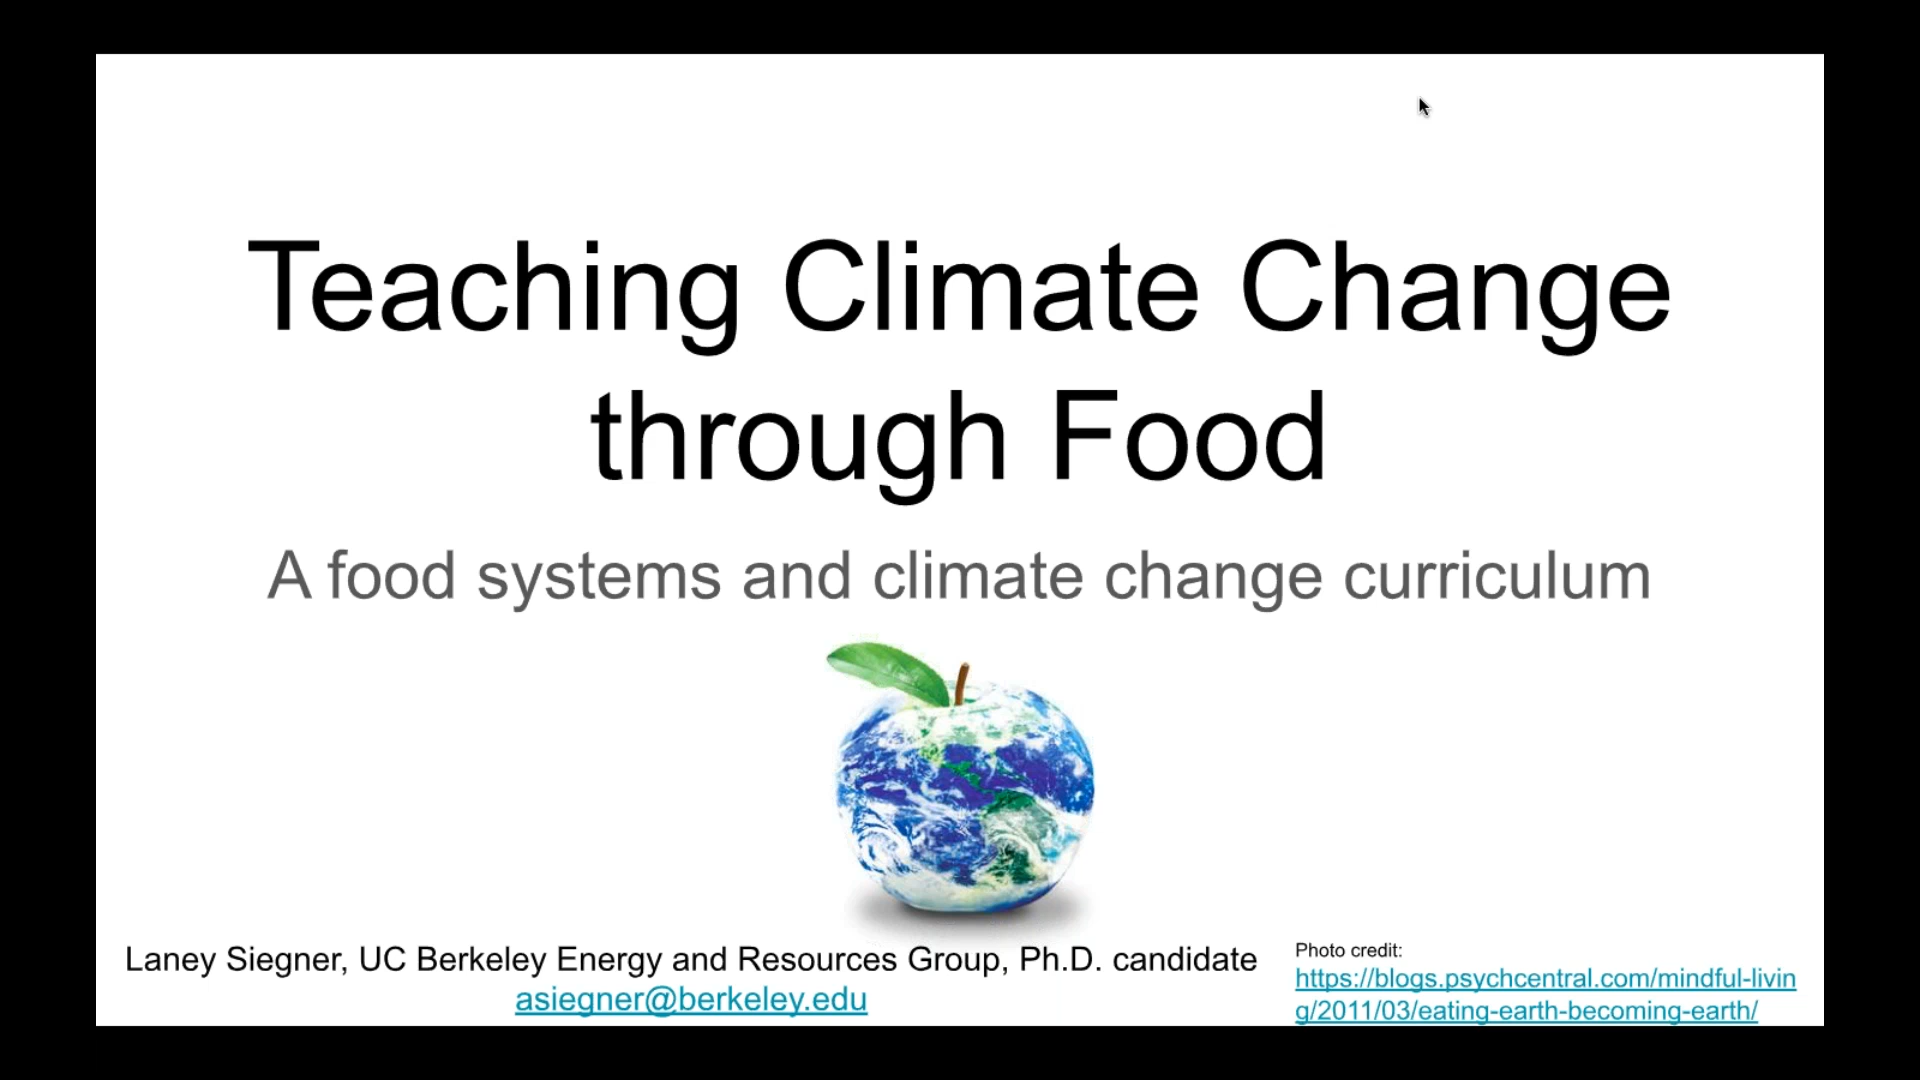 Teaching Climate Change
through Food
A food systems and climate change curriculum
Laney Siegner, UC Berkeley Energy and Resources Group, Ph.D. candidate
asiegner@berkeley.edu
Photo credit:
https://blogs.psychcentral.com/mindful-livin
g/2011/03/eating-earth-becoming-earth/